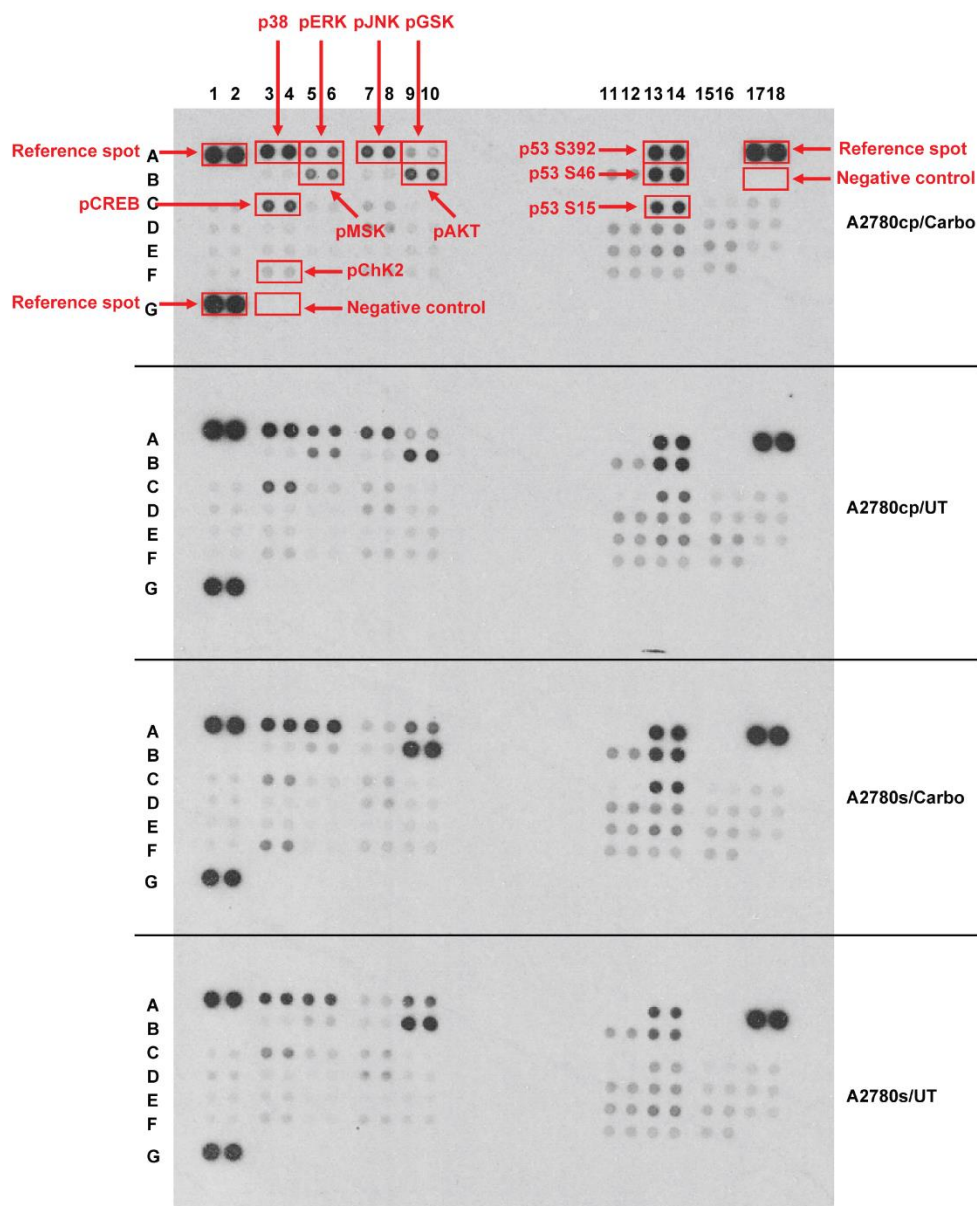 p38 pERK pJNK pGSK
1 2 3 4 5 6 7 8 9 10 11 12 13 14 15 16 17 18
Reference spot A p53 S392 Reference spot
B p53 S46 Negative control
pCREB C p53 S15
pMSK pAKT A2780cp/Carbo
D
E
F pChK2
Reference spot G Negative control
A
B
C
D A2780cp/UT
E
F
G
A
B
C
D A2780s/Carbo
E
F
G
A
B
C
D
E A2780s/UT
F
G